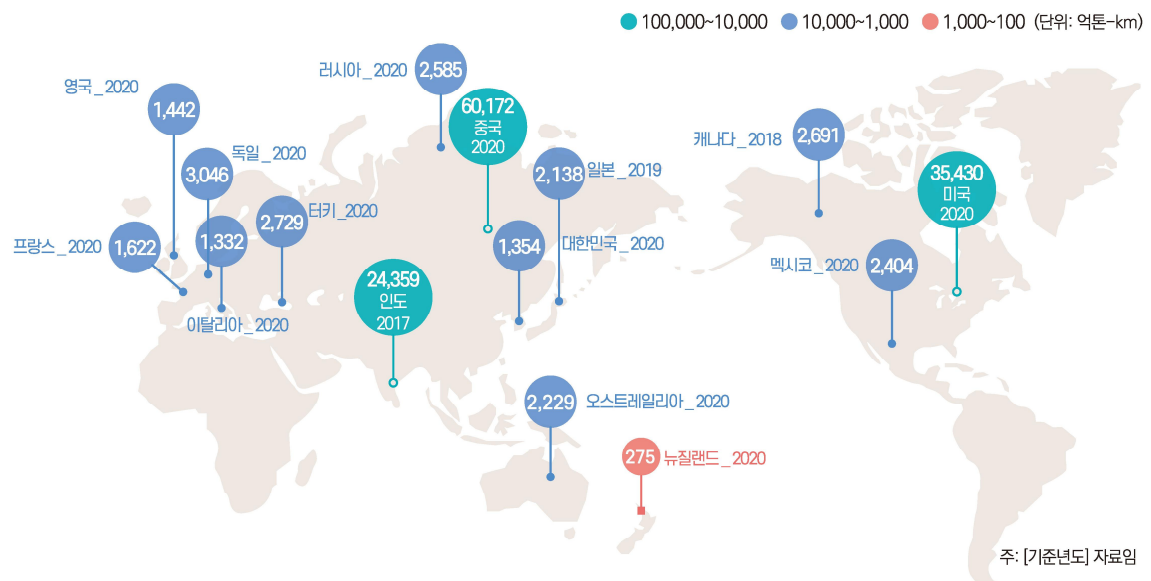 100,000~10,000 10,000~1,000 1,000~100 (단위: 억톤-km)
러시아_2020 2,585
영국_2020
1,442
60,172
중국
2020
캐나다_2018 2,691
독일_2020
3,046
2,138 일본_2019
35,430
미국
2020
터키_2020
2,729
프랑스_2020 1,622
1,332
1,354 대한민국_2020
멕시코_2020 2,404
24,359
인도
2017
이탈리아_2020
2,229 오스트레일리아_2020
275 뉴질랜드_2020
주: [기준년도] 자료임